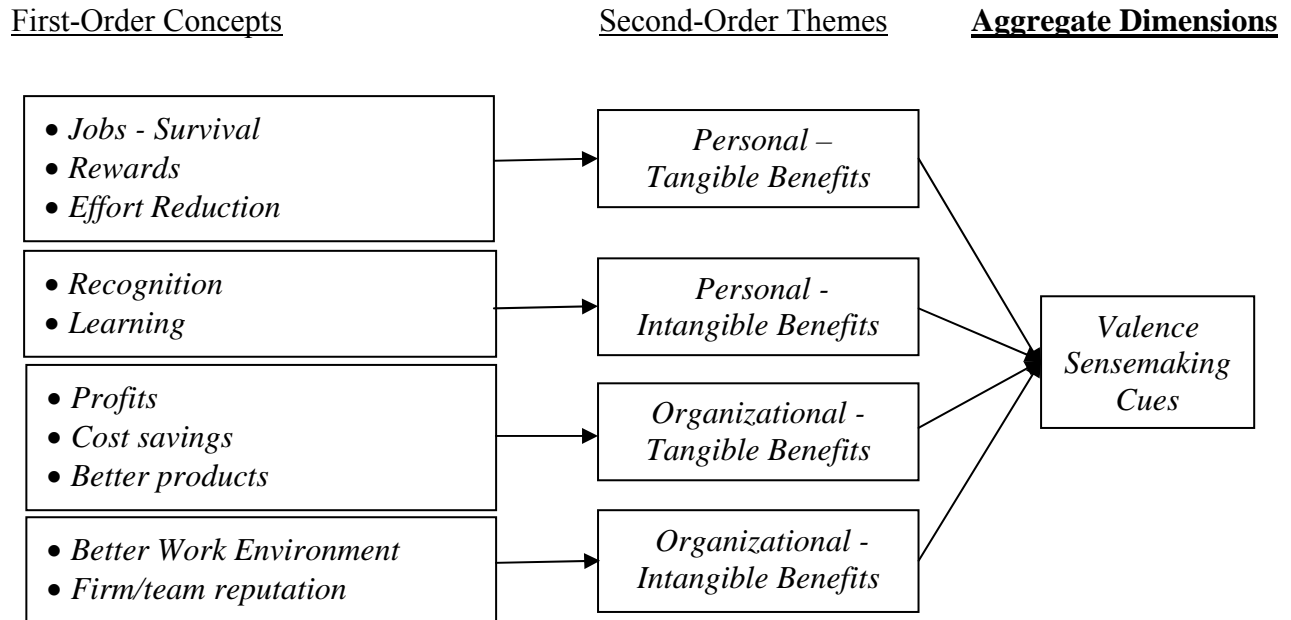 First-Order Concepts
Second-Order Themes
Aggregate Dimensions
• Jobs - Survival
• Rewards
• Effort Reduction
Personal –
Tangible Benefits
• Recognition
• Learning
Personal -
Intangible Benefits
• Profits
• Cost savings
• Better products
Organizational -
Tangible Benefits
• Better Work Environment
• Firm/team reputation
Organizational -
Intangible Benefits
Valence
Sensemaking
Cues